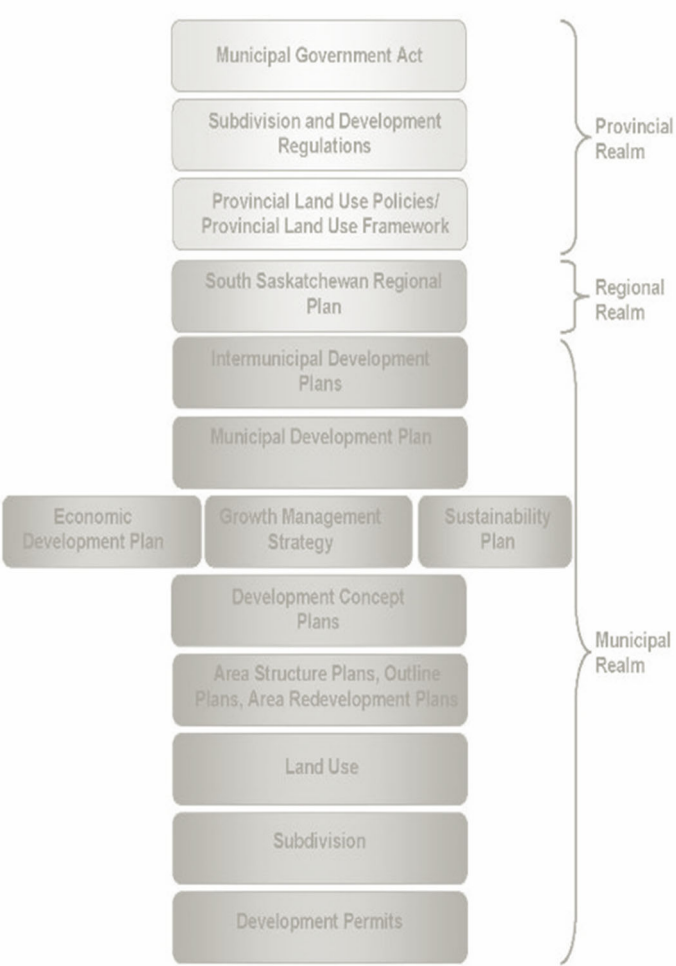 Municipal Government Act
Subdivision and Development
Regulations
Provincial Land Use Policies/
Provincial Land Use Framework
Provincial
Realm
South Saskatchewan Regional
Plan
Regional
Realm
Intermunicipal Development
Plans
Municipal Development Plan
Economic
Development Plan
Growth Management
Strategy
Sustainability
Plan
Development Concept
Plans
Area Structure Plans, Outline
Plans, Area Redevelopment Plans
Land Use
Subdivision
Development Permits
Municipal
Realm